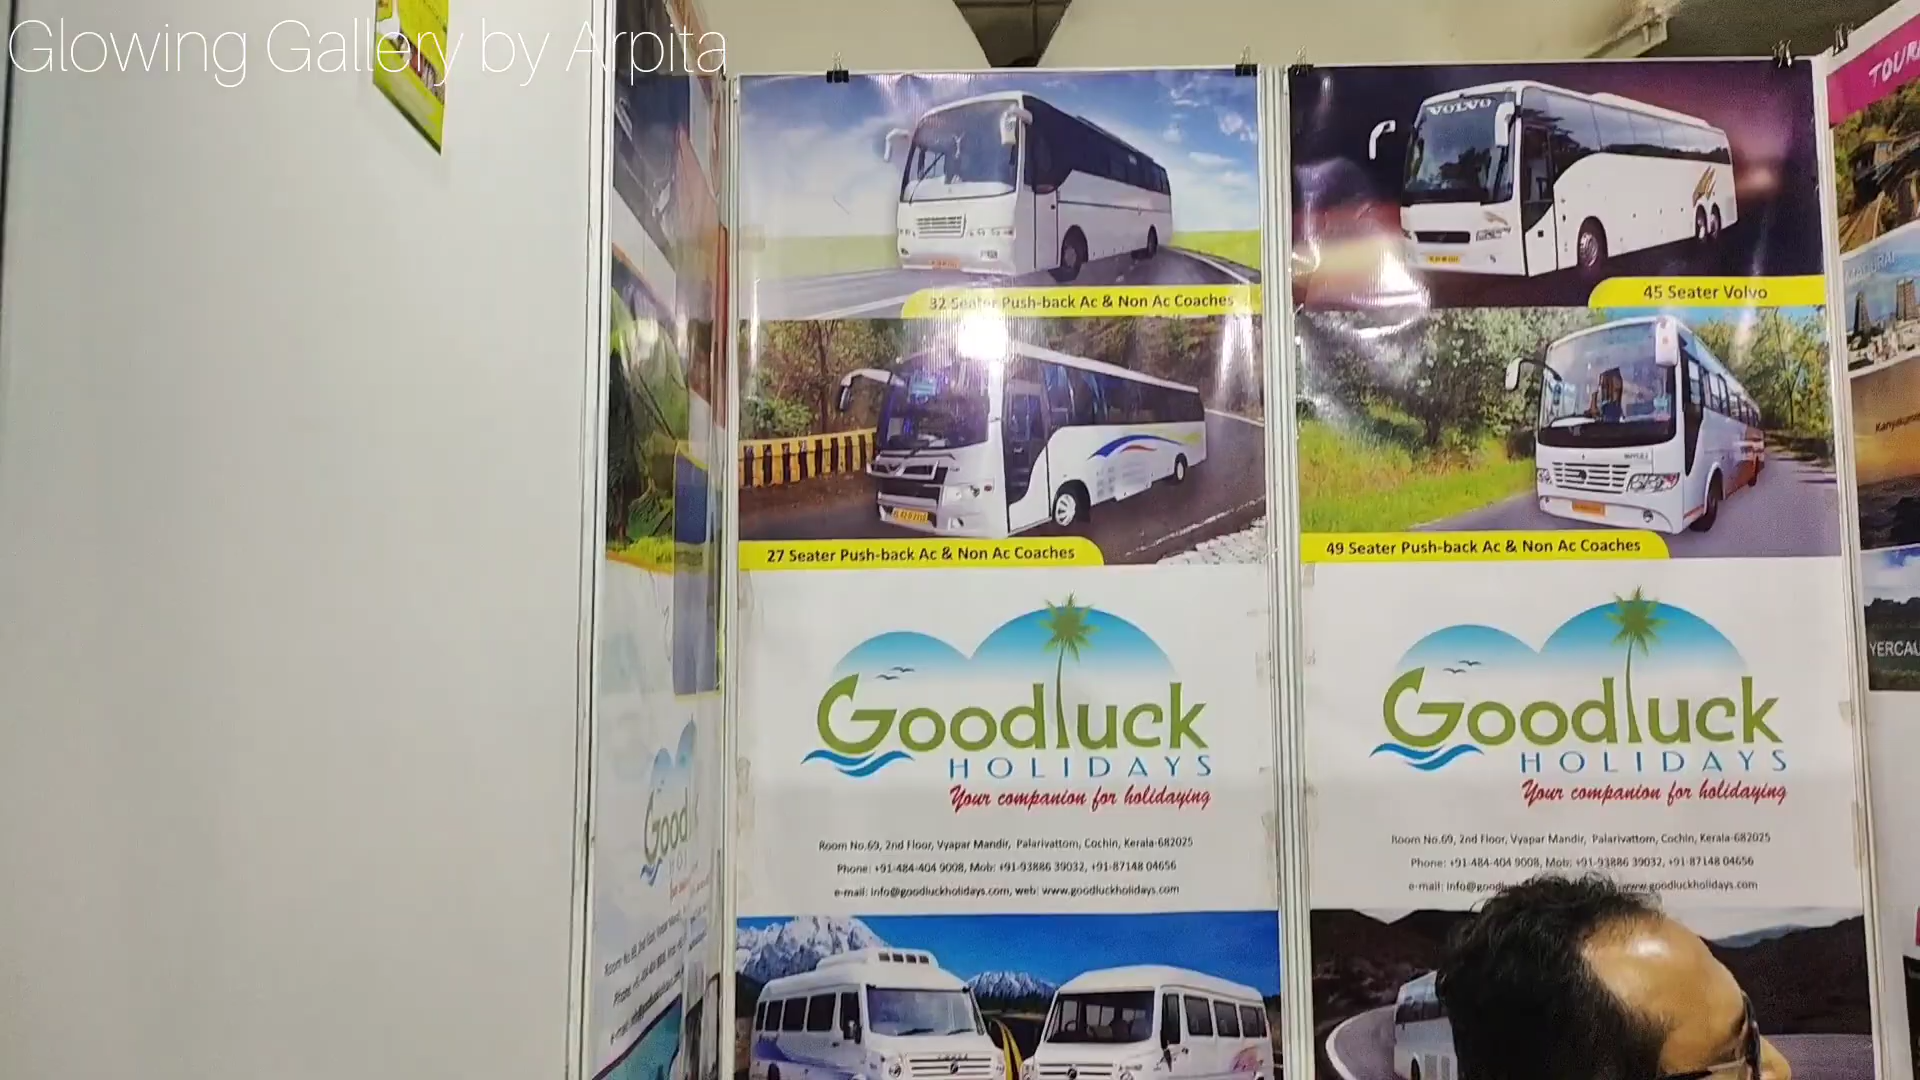 Glowing Gallery by Arpita
32 Seater Push-back Ac & Non Ac Coaches
27 Seater Push-back Ac & Non Ac Coaches
Goodluck
HOLIDAYS
Your companion for holidaying
Room No.69, 2nd Floor, Vyapar Mandir, Palarivattom, Cochin, Kerala-682025
Phone: +91-484-404 9008, Mob: +91-93886 39032, +91-87148 04656
e-mail: info@goodluckholidays.com, web: www.goodluckholidays.com
VOLVO
45 Seater Volvo
49 Seater Push-back Ac & Non Ac Coaches
Goodluck
HOLIDAYS
Your companion for holidaying
Room No.69, 2nd Floor, Vyapar Mandir, Palarivattom, Cochin, Kerala-682025
Phone: +91-484-404 9008, Mob: +91-93886 39032, +91-87148 04656
e-mail: www.goodluckholidays.com
TOUR
MADURAI
YERCAU
Good